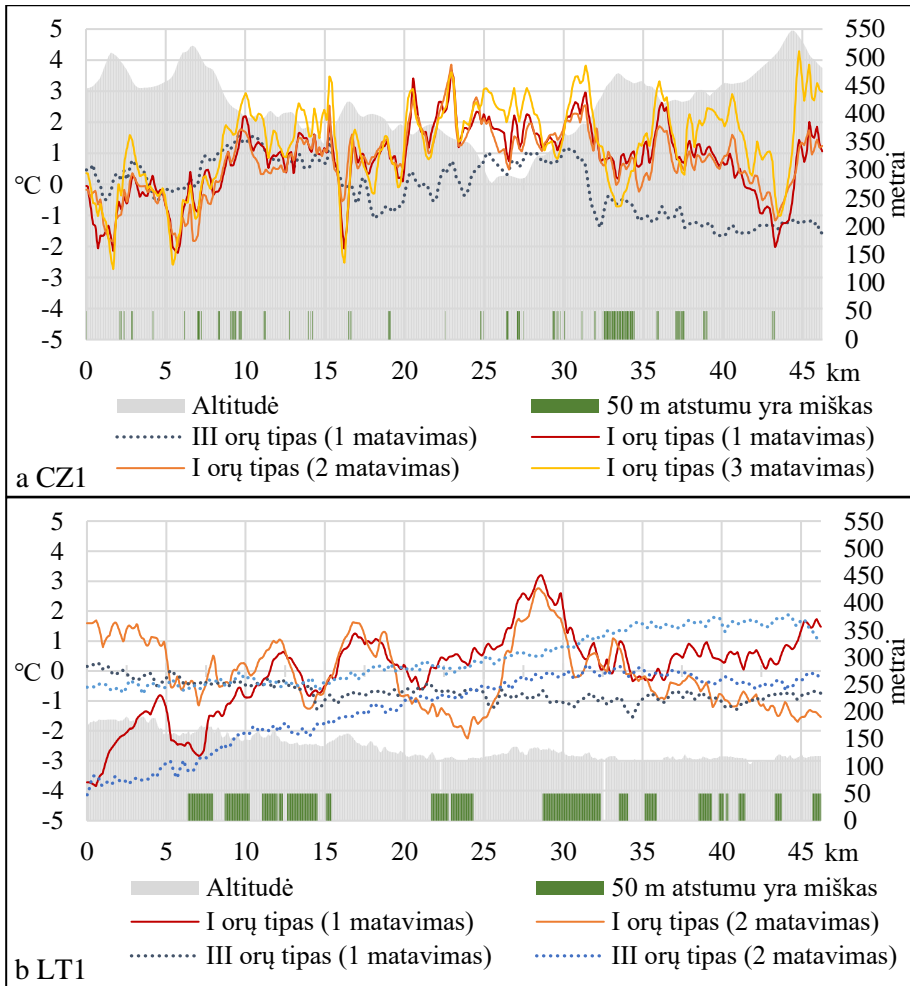 5 550
4 500
3 450
2 400
1 350
°C 0 300 metrai
-1 250
-2 200
-3 150
-4 100
-5 50
0
0 5 10 15 20 25 30 35 40 45 km
Altitudė 50 m atstumu yra miškas
III orų tipas (1 matavimas) I orų tipas (1 matavimas)
I orų tipas (2 matavimas) I orų tipas (3 matavimas)
a CZ1
5 550
4 500
3 450
2 400
1 350
°C 0 300 metrai
-1 250
-2 200
-3 150
-4 100
-5 50
0
0 5 10 15 20 25 30 35 40 45 km
Altitudė 50 m atstumu yra miškas
I orų tipas (1 matavimas) I orų tipas (2 matavimas)
III orų tipas (1 matavimas) III orų tipas (2 matavimas)
b LT1